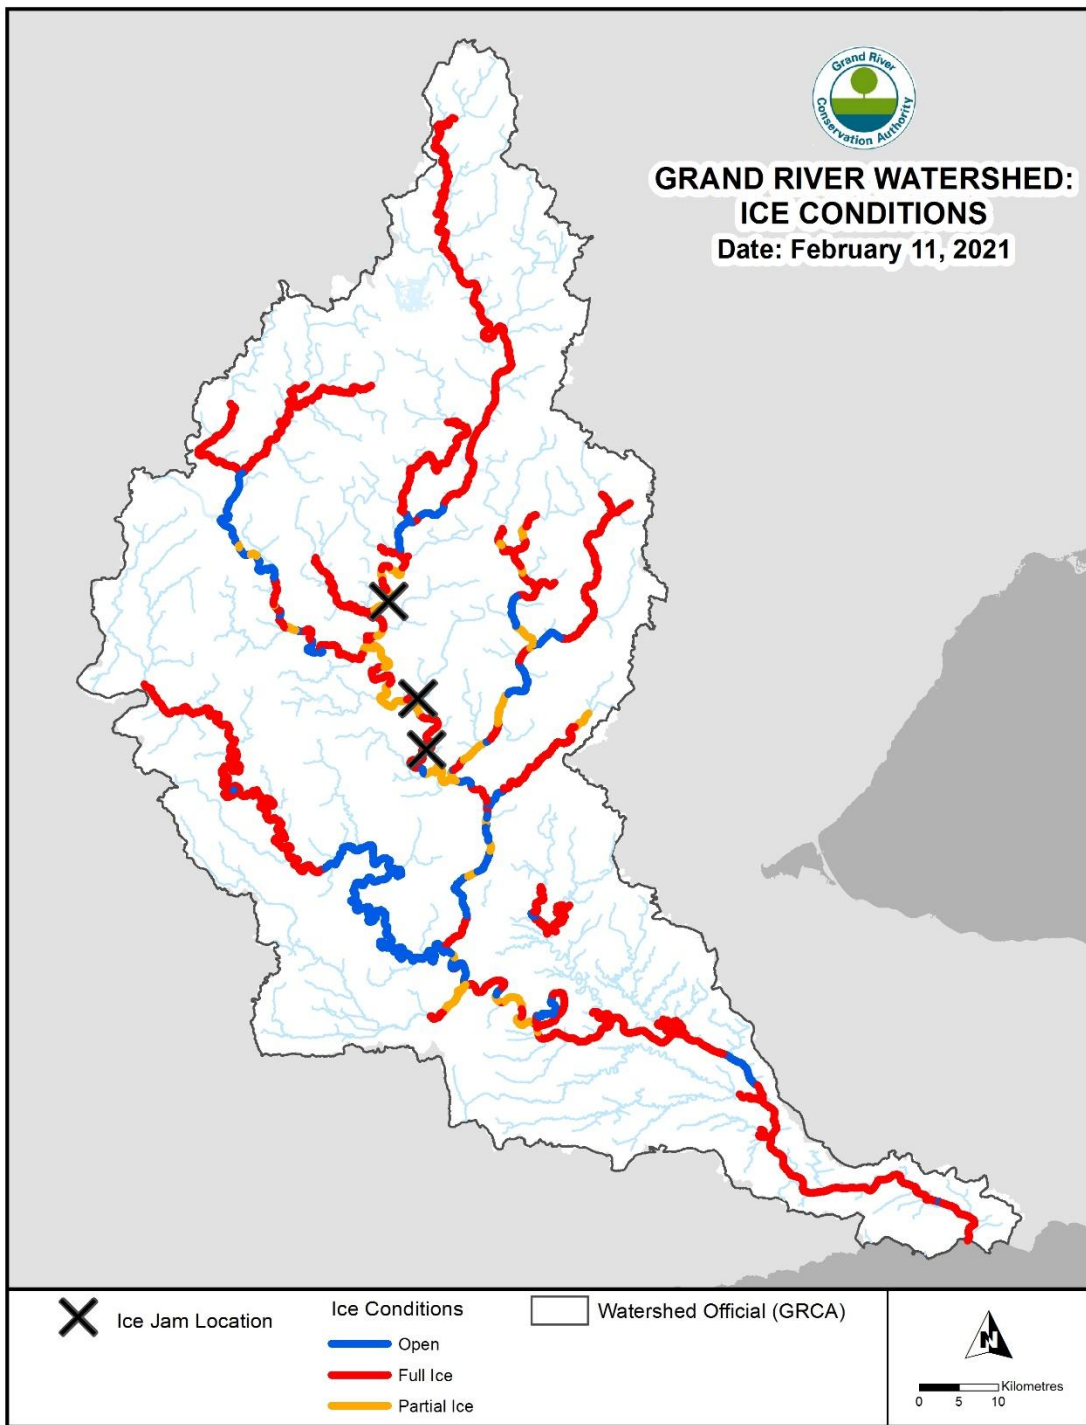 Grand River
Conservation Authority
GRAND RIVER WATERSHED:
ICE CONDITIONS
Date: February 11, 2021
Ice Jam Location
Ice Conditions
Open
Full Ice
Partial Ice
Watershed Official (GRCA)
N
Kilometres
0 5 10